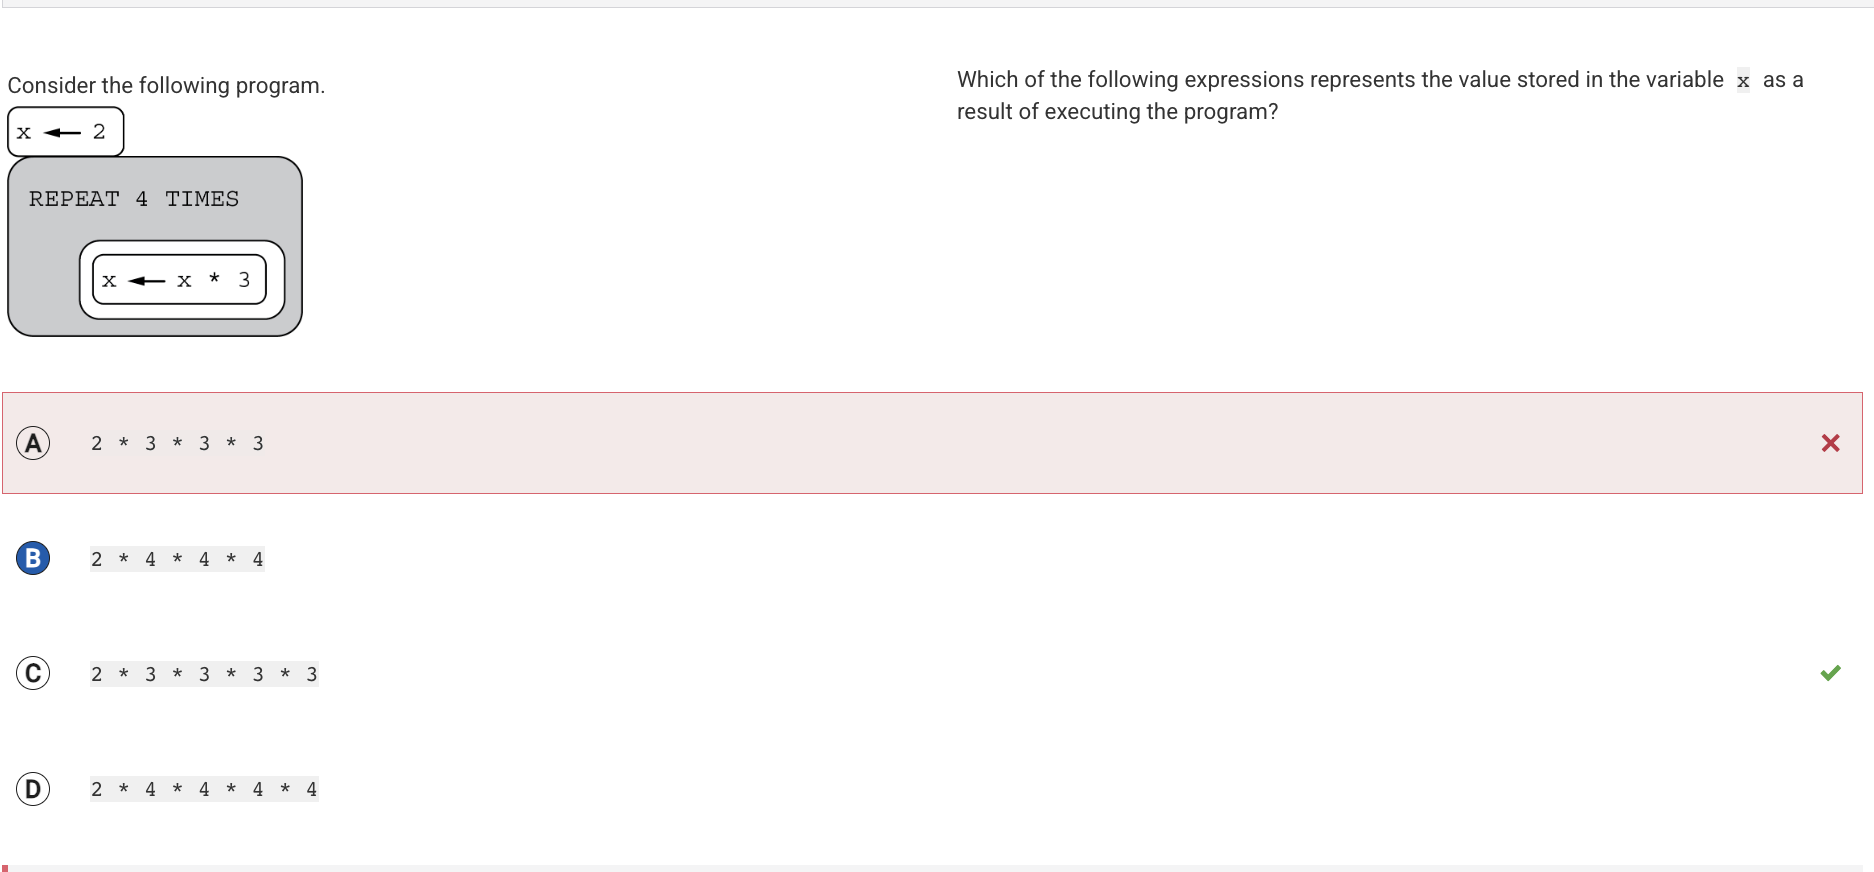 Consider the following program.
x ← 2
REPEAT 4 TIMES
x ← x * 3
Which of the following expressions represents the value stored in the variable x as a
result of executing the program?
A 2 * 3 * 3 * 3
B 2 * 4 * 4 * 4
C 2 * 3 * 3 * 3 * 3
D 2 * 4 * 4 * 4 * 4